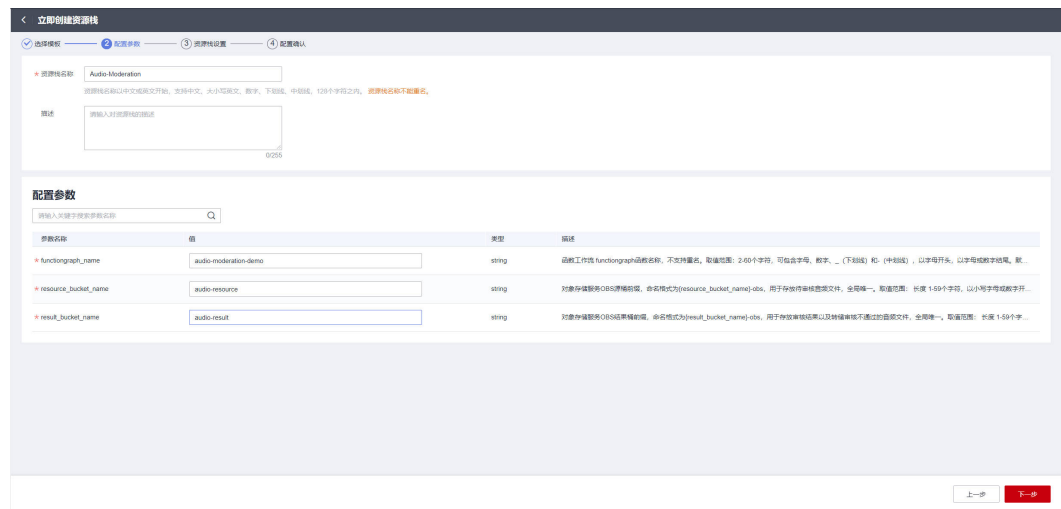 立即创建资源栈
选择模板 2 配置参数 3 资源栈设置 4 配置确认
* 资源栈名称 Audio-Moderation
资源栈名称以中文或英文开始，支持中文，大小写英文，数字，下划线，中划线，128个字符之内。 资源栈名称不能重名。
描述 请输入对资源栈的描述
0/255
配置参数
请输入关键字搜索参数名称
参数名称 值 类型 描述
* functiongraph_name audio-moderation-demo string 函数工作流 functiongraph函数名称，不支持重名。取值范围：2-60个字符，可包含字母，数字，_（下划线）和-（中划线），以字母开头，以字母或数字结尾。默...
* resource_bucket_name audio-resource string 对象存储服务OBS源桶前缀，命名格式为{resource_bucket_name}-obs，用于存放待审核音频文件，全局唯一。取值范围： 长度 1-59个字符，以小写字母或数字开...
* result_bucket_name audio-result string 对象存储服务OBS结果桶前缀，命名格式为{result_bucket_name}-obs，用于存放审核结果以及转储审核不通过的音频文件，全局唯一。取值范围： 长度 1-59个字...
上一步 下一步